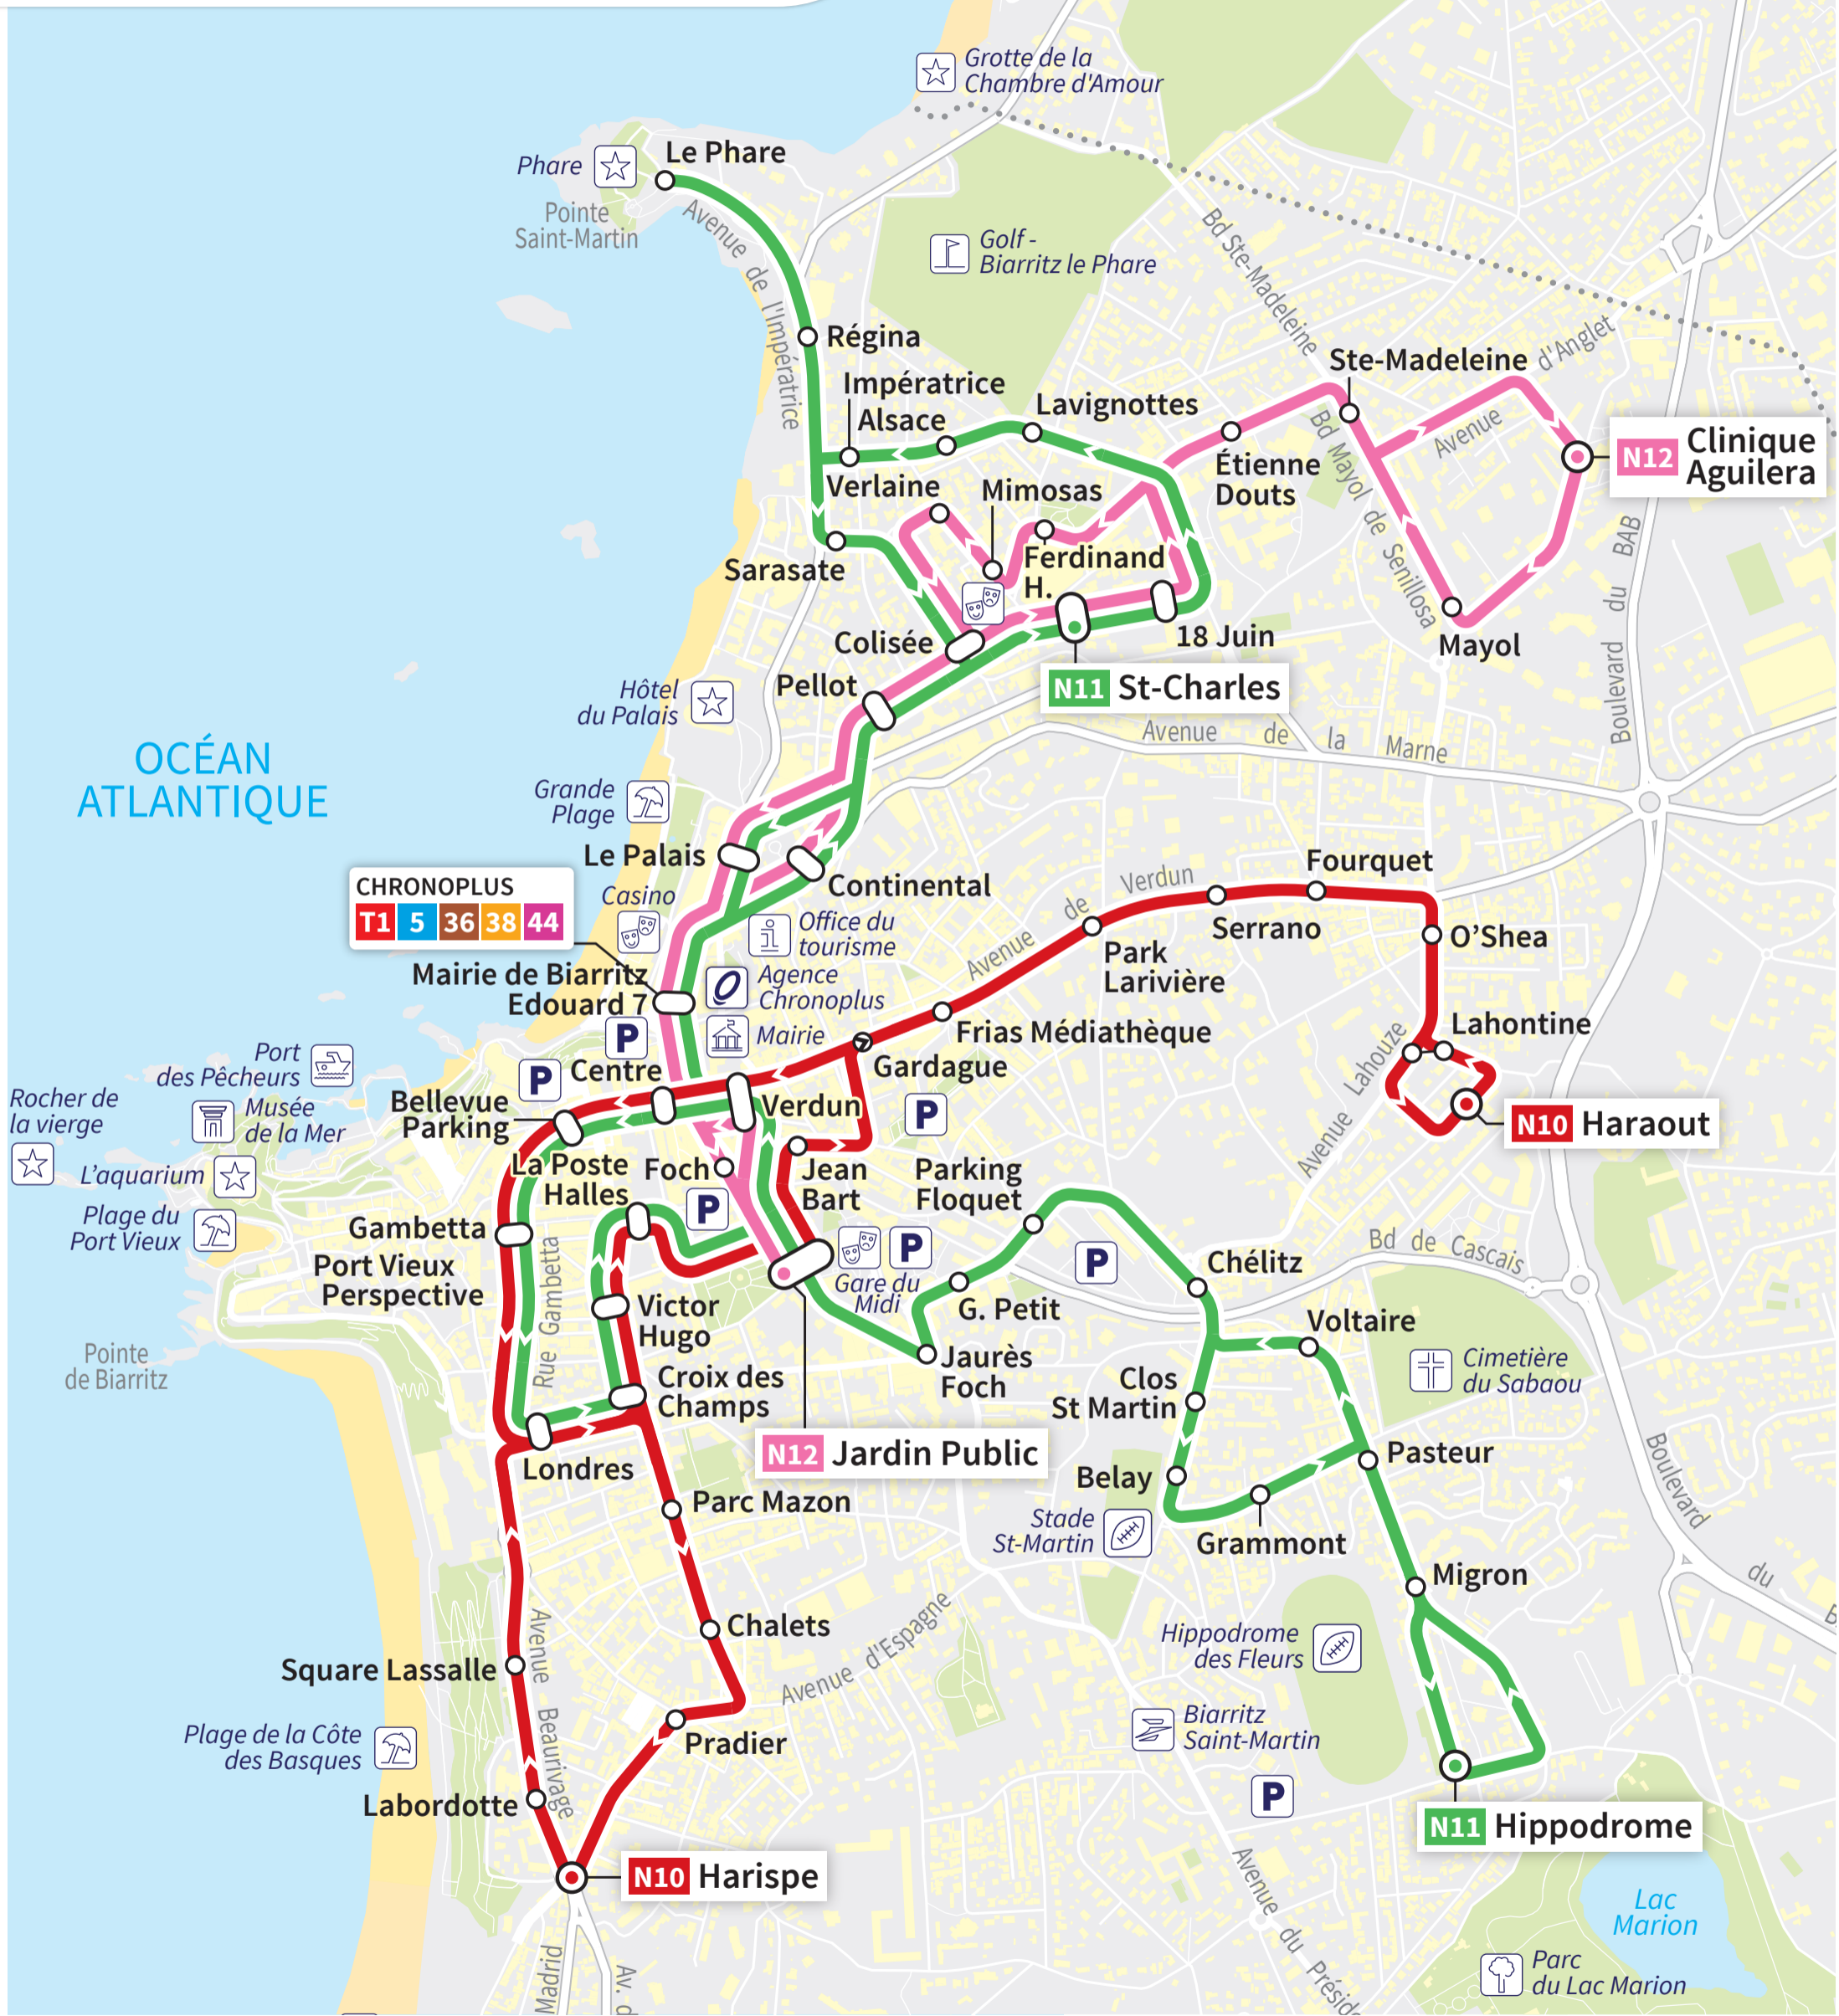 Grotte de la
Chambre d'Amour
Le Phare
Phare
Pointe
Saint-Martin
Avenue de l'Impératrice
Golf -
Biarritz le Phare
Bd Ste-Madeleine
Régina
Impératrice
Alsace
Lavignottes
Ste-Madeleine
Avenue d'Anglet
Étienne
Douts
Bd Mayol de Senillosa
N12 Clinique
Aguilera
Verlaine
Mimosas
Ferdinand
H.
Sarasate
Colisée
18 Juin
Mayol
Boulevard du BAB
Pellot
N11 St-Charles
Hôtel
du Palais
Avenue de la Marne
OCÉAN
ATLANTIQUE
Grande
Plage
Le Palais
Continental
Fourquet
Avenue de Verdun
Serrano
CHRONOPLUS
T1 5 36 38 44
Casino
Office du
tourisme
Park
Larivière
O’Shea
Mairie de Biarritz
Edouard 7
Agence
Chronoplus
Mairie
Frias Médiathèque
Lahontine
Gardague
Avenue Lahouze
P
P
Port
des Pêcheurs
Centre
Rocher de
la vierge
Musée
de la Mer
Bellevue
Parking
Verdun
P
N10 Haraout
L’aquarium
La Poste
Halles
Foch
P
Jean
Bart
Parking
Floquet
Plage du
Port Vieux
Gambetta
Port Vieux
Perspective
Rue Gambetta
P
Gare du
Midi
P
Chélitz
Bd de Cascais
G. Petit
Victor
Hugo
Voltaire
Pointe
de Biarritz
Jaurès
Foch
Cimetière
du Sabaou
Croix des
Champs
Clos
St Martin
N12 Jardin Public
Londres
Pasteur
Belay
Parc Mazon
Grammont
Stade
St-Martin
Boulevard du B
Migron
Chalets
Hippodrome
des Fleurs
Square Lassalle
Avenue Beaurivage
Avenue d'Espagne
Biarritz
Saint-Martin
Plage de la Côte
des Basques
Pradier
P
Labordotte
N11 Hippodrome
N10 Harispe
Avenue du Présid
Lac
Marion
Madrid
Av. d
Parc
du Lac Marion